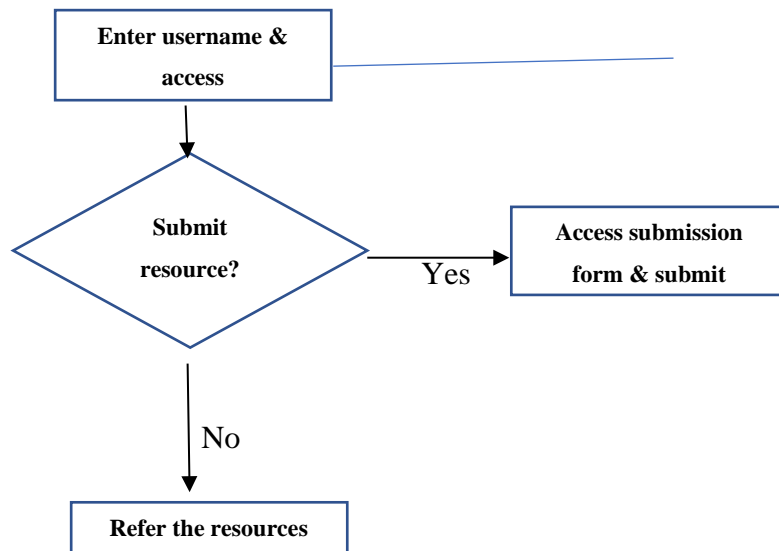 Enter username &
access
Submit
resource?
Yes
Access submission
form & submit
No
Refer the resources